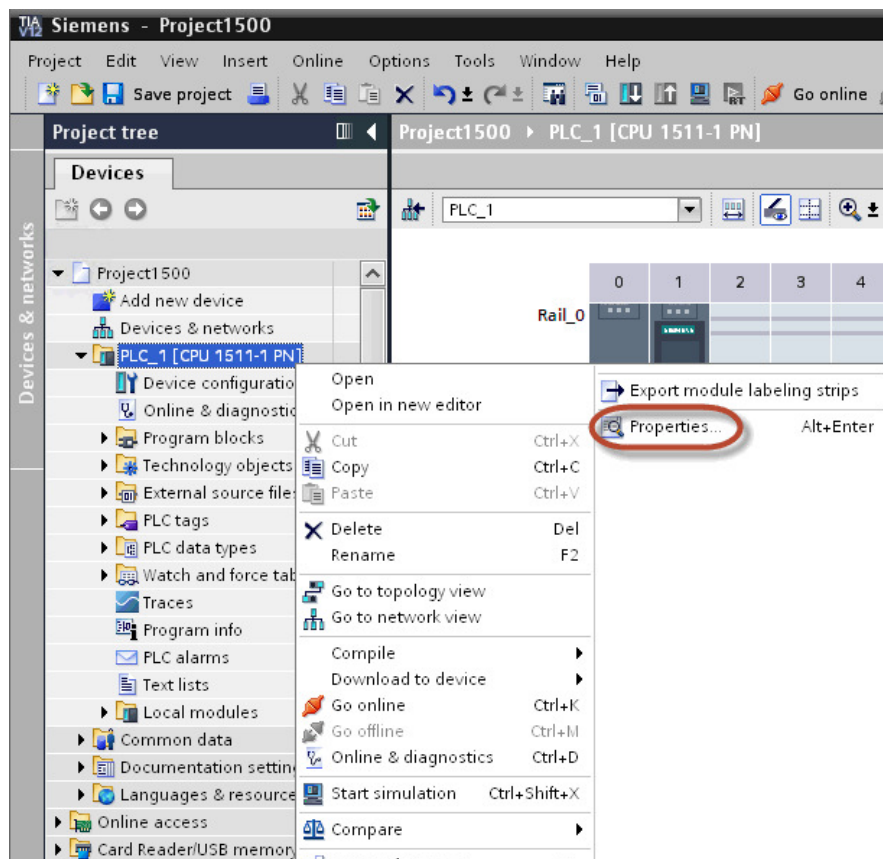 TIA V12 Siemens - Project1500
Project Edit View Insert Online Options Tools Window Help
Save project Go online
Project tree
Project1500 PLC_1 [CPU 1511-1 PN]
Devices
Devices & networks
PLC_1
Project1500
Add new device
Devices & networks
PLC_1 [CPU 1511-1 PN]
Device configuratio
Online & diagnostic
Program blocks
Technology objects
External source file
PLC tags
PLC data types
Watch and force tab
Traces
Program info
PLC alarms
Text lists
Local modules
Common data
Documentation settin
Languages & resource
Online access
Card Reader/USB memory
0 1 2 3 4
Rail_0
SIEMENS
Open
Open in new editor
Cut Ctrl+X
Copy Ctrl+C
Paste Ctrl+V
Delete Del
Rename F2
Go to topology view
Go to network view
Compile
Download to device
Go online Ctrl+K
Go offline Ctrl+M
Online & diagnostics Ctrl+D
Start simulation Ctrl+Shift+X
Compare
Export module labeling strips
Properties... Alt+Enter